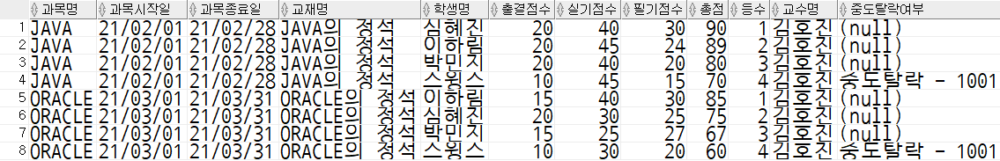 과목명 과목시작일 과목종료일 교재명 학생명 출결점수 실기점수 필기점수 총점 등수 교수명 중도탈락여부
1 JAVA 21/02/01 21/02/28 JAVA의 정석 심혜진 20 40 30 90 1 김호진 (null)
2 JAVA 21/02/01 21/02/28 JAVA의 정석 이하림 20 45 24 89 2 김호진 (null)
3 JAVA 21/02/01 21/02/28 JAVA의 정석 박민지 20 40 20 80 3 김호진 (null)
4 JAVA 21/02/01 21/02/28 JAVA의 정석 스윙스 10 45 15 70 4 김호진 중도탈락 - 1001
5 ORACLE 21/03/01 21/03/31 ORACLE의 정석 이하림 15 40 30 85 1 김호진 (null)
6 ORACLE 21/03/01 21/03/31 ORACLE의 정석 심혜진 20 30 25 75 2 김호진 (null)
7 ORACLE 21/03/01 21/03/31 ORACLE의 정석 박민지 15 25 27 67 3 김호진 (null)
8 ORACLE 21/03/01 21/03/31 ORACLE의 정석 스윙스 10 30 20 60 4 김호진 중도탈락 - 1001